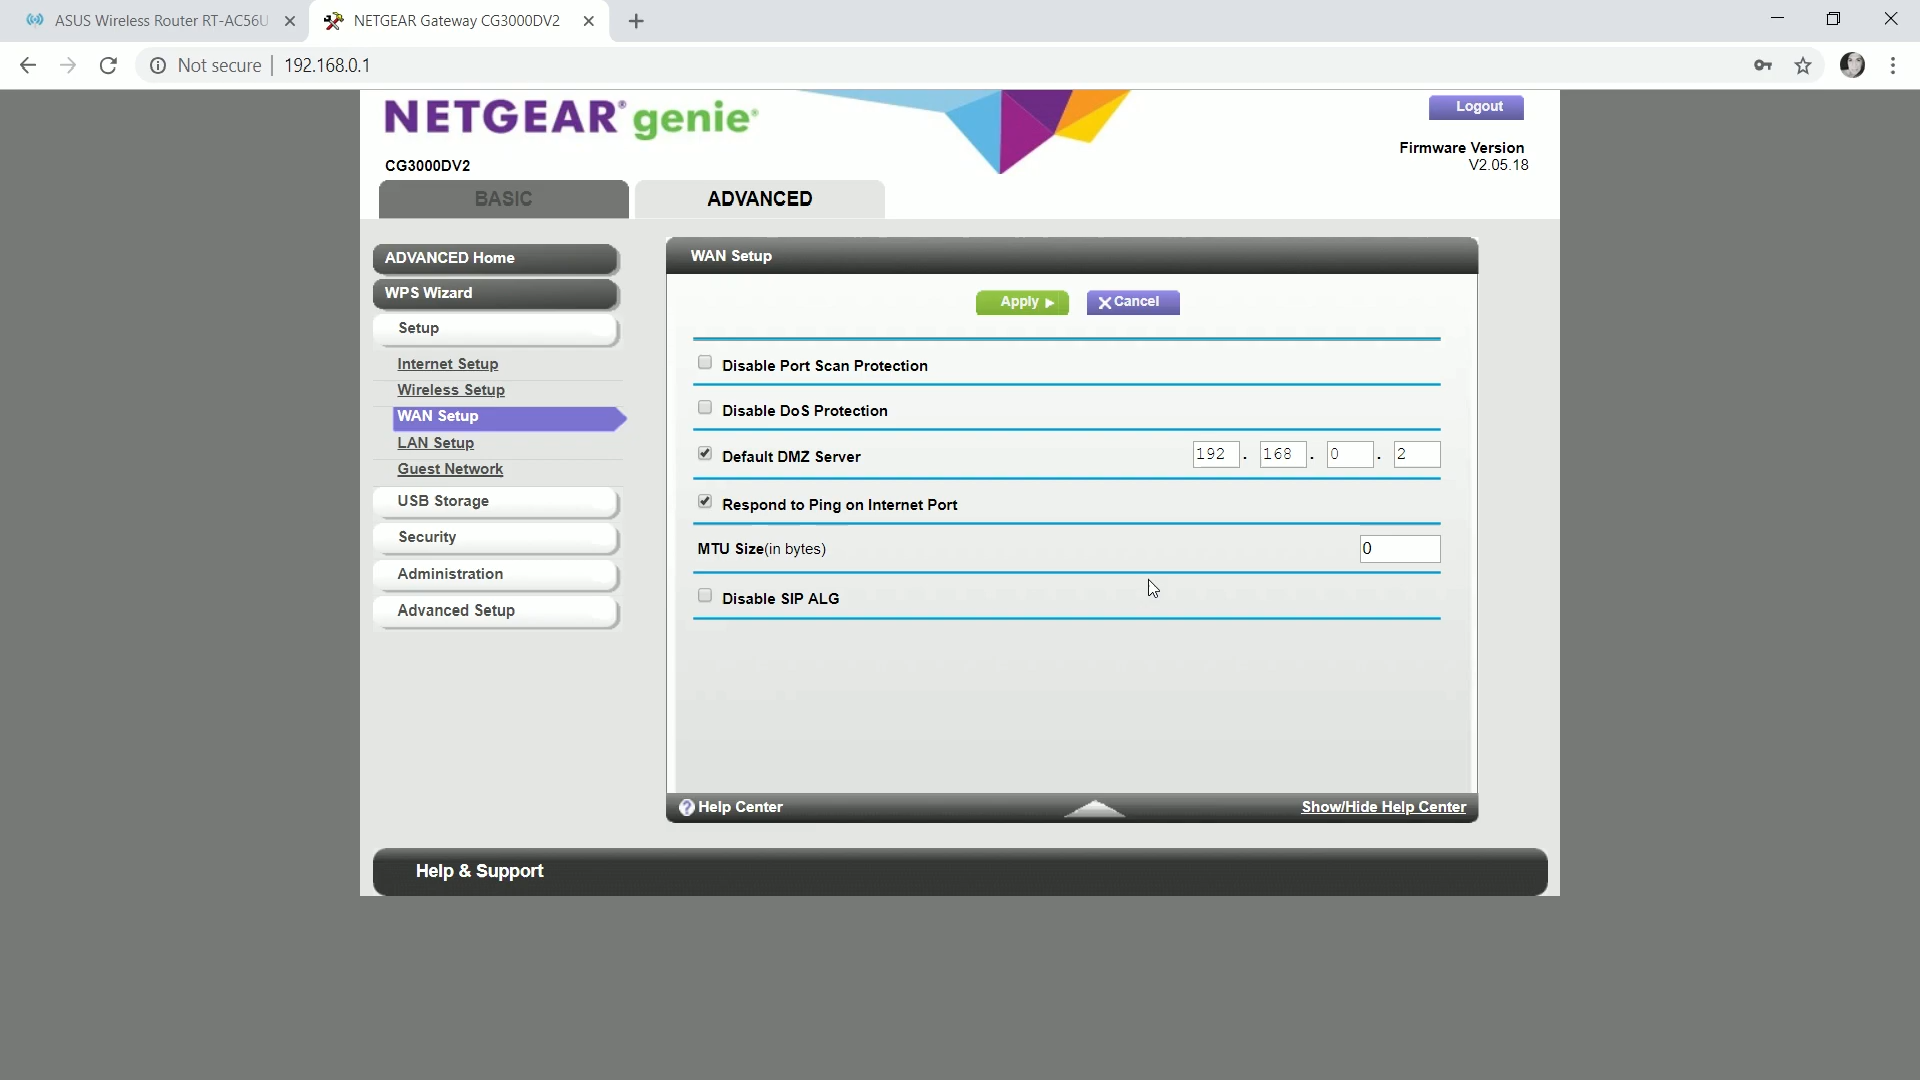 ASUS Wireless Router RT-AC56U
NETGEAR Gateway CG3000DV2
Not secure | 192.168.0.1
NETGEAR® genie®
Logout
Firmware Version
V2.05.18
CG3000DV2
BASIC
ADVANCED
ADVANCED Home
WPS Wizard
Setup
Internet Setup
Wireless Setup
WAN Setup
LAN Setup
Guest Network
USB Storage
Security
Administration
Advanced Setup
WAN Setup
Apply
Cancel
Disable Port Scan Protection
Disable DoS Protection
Default DMZ Server 192 . 168 . 0 . 2
Respond to Ping on Internet Port
MTU Size(in bytes) 0
Disable SIP ALG
? Help Center
Show/Hide Help Center
Help & Support